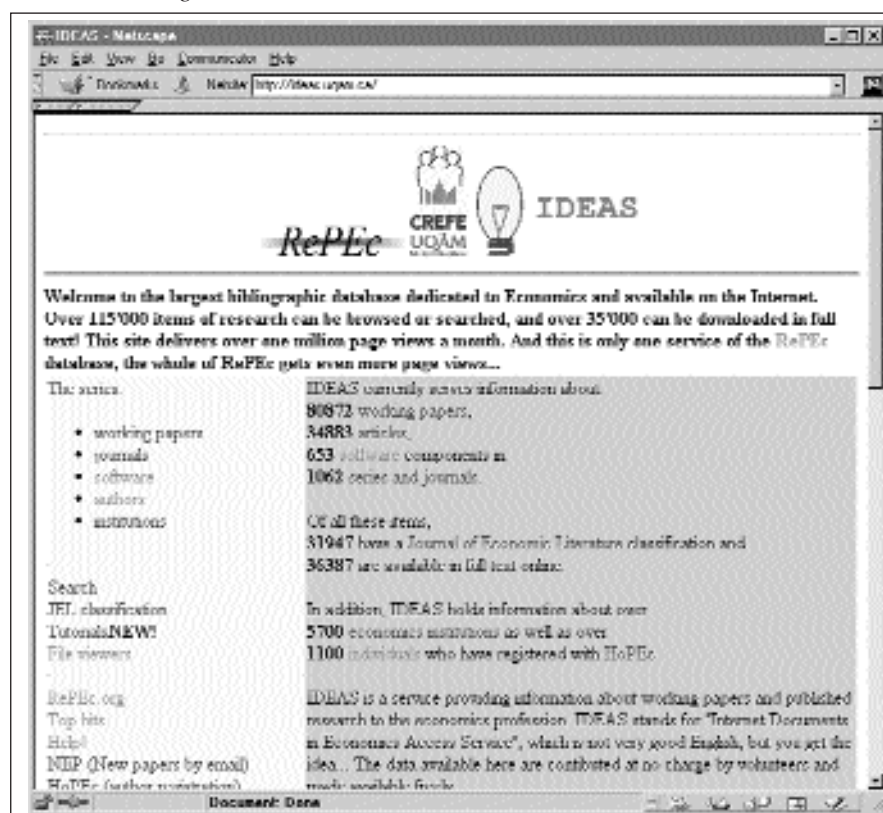 IDEAS - Netscape
File Edit View Go Communicator Help
Bookmarks Netsite: http://ideas.uqam.ca/
RePEc
CREFE
UQÀM
IDEAS
Welcome to the largest bibliographic database dedicated to Economics and available on the Internet.
Over 115'000 items of research can be browsed or searched, and over 35'000 can be downloaded in full
text! This site delivers over one million page views a month. And this is only one service of the RePEc
database, the whole of RePEc gets even more page views...
The series:
• working papers
• journals
• software
• authors
• institutions
Search
JEL classification
TutorialsNEW!
File viewers
RePEc.org
Top hits
Help!
NEP (New papers by email)
HoPEc (author registration)
IDEAS currently serves information about
80872 working papers,
34883 articles,
653 software components in
1062 series and journals.
Of all these items,
31947 have a Journal of Economic Literature classification and
36387 are available in full text online.
In addition, IDEAS holds information about over
5700 economics institutions as well as over
1100 individuals who have registered with HoPEc.
IDEAS is a service providing information about working papers and published
research to the economics profession. IDEAS stands for "Internet Documents
in Economics Access Service", which is not very good English, but you get the
idea... The data available here are contibuted at no charge by volunteers and
made available freely.
Document: Done